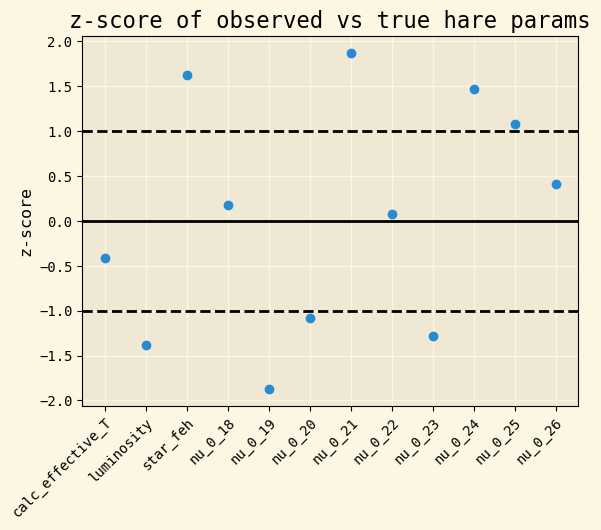 z-score of observed vs true hare params
2.0
1.5
1.0
0.5
0.0
−0.5
−1.0
−1.5
−2.0
z-score
calc_effective_T
luminosity
star_feh
nu_0_18
nu_0_19
nu_0_20
nu_0_21
nu_0_22
nu_0_23
nu_0_24
nu_0_25
nu_0_26